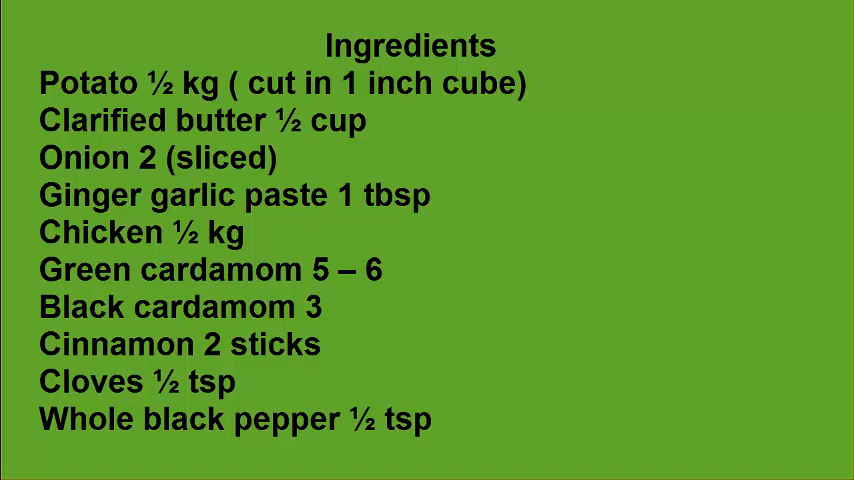 Ingredients
Potato ½ kg ( cut in 1 inch cube)
Clarified butter ½ cup
Onion 2 (sliced)
Ginger garlic paste 1 tbsp
Chicken ½ kg
Green cardamom 5 – 6
Black cardamom 3
Cinnamon 2 sticks
Cloves ½ tsp
Whole black pepper ½ tsp